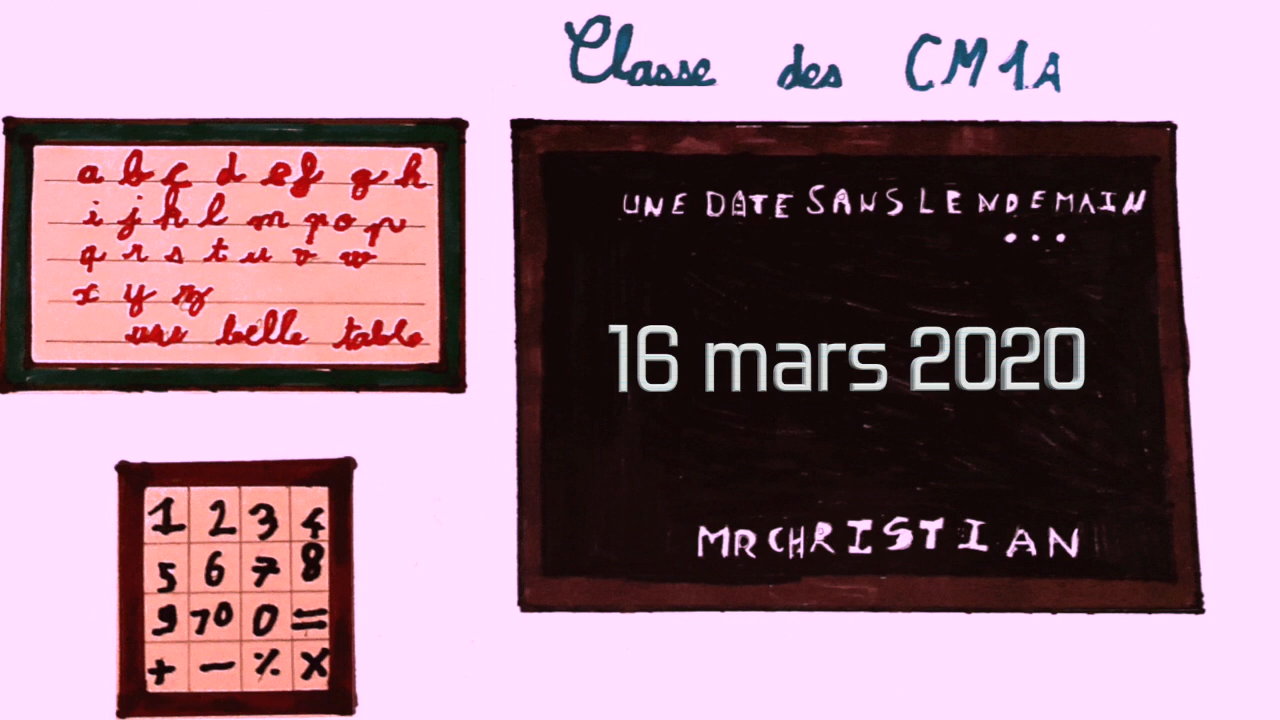 Classe des CM1A
a b c d e f g h
i j k l m n o p
q r s t u v w
x y z
une belle table
UNE DATE SANS LENDEMAIN
...
16 mars 2020
MR CHRISTIAN
1 2 3 4
5 6 7 8
9 10 0 =
+ - % X